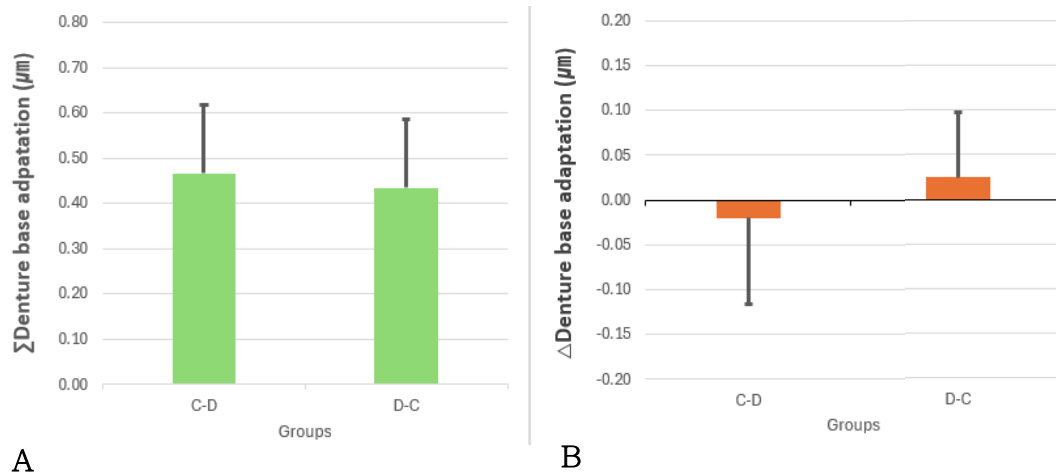 ∑Denture base adpatation (㎛)
0.80
0.70
0.60
0.50
0.40
0.30
0.20
0.10
0.00
C-D
D-C
Groups
A
△Denture base adaptation (㎛)
0.20
0.15
0.10
0.05
0.00
-0.05
-0.10
-0.15
-0.20
C-D
D-C
Groups
B